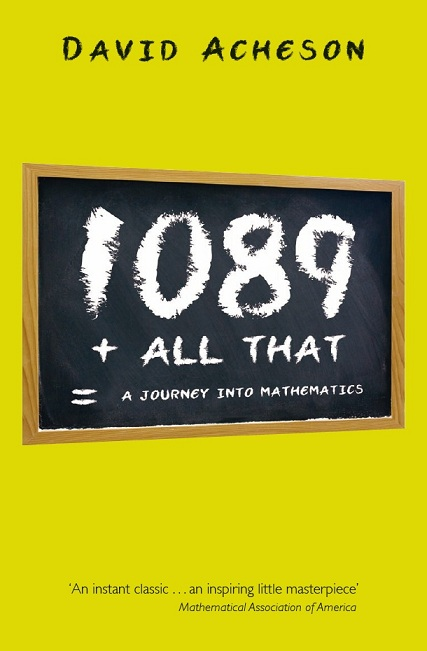 DAVID ACHESON
1089
+ ALL THAT
= A JOURNEY INTO MATHEMATICS
‘An instant classic ... an inspiring little masterpiece’
Mathematical Association of America